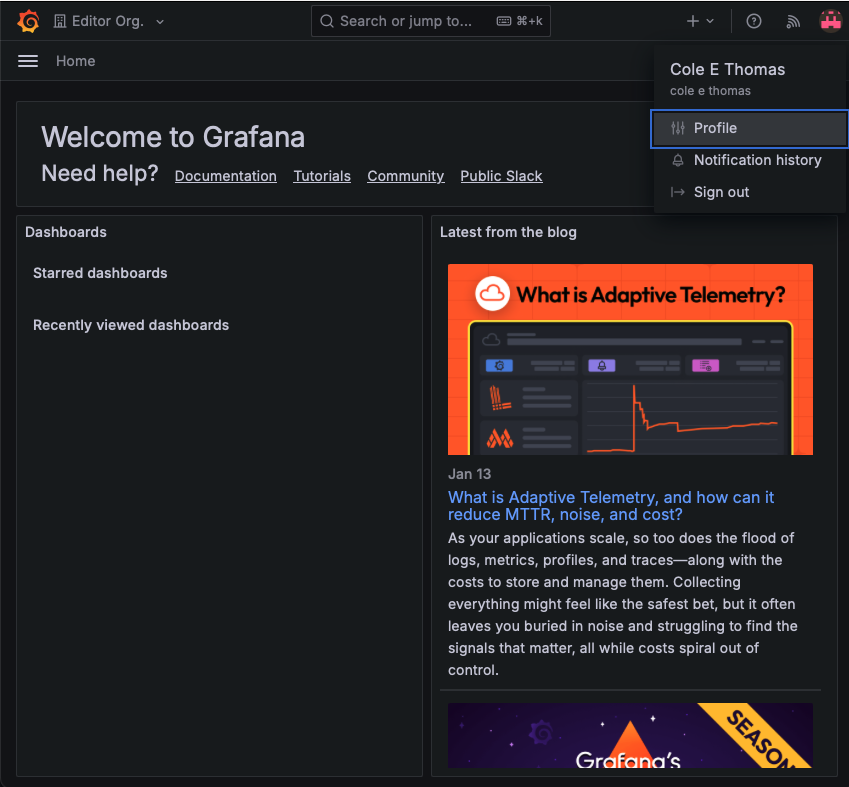 Editor Org.
Search or jump to...
⌘+k
Home
Cole E Thomas
cole e thomas
Profile
Notification history
Sign out
Welcome to Grafana
Need help?
Documentation
Tutorials
Community
Public Slack
Dashboards
Starred dashboards
Recently viewed dashboards
Latest from the blog
What is Adaptive Telemetry?
Jan 13
What is Adaptive Telemetry, and how can it
reduce MTTR, noise, and cost?
As your applications scale, so too does the flood of
logs, metrics, profiles, and traces—along with the
costs to store and manage them. Collecting
everything might feel like the safest bet, but it often
leaves you buried in noise and struggling to find the
signals that matter, all while costs spiral out of
control.
SEASON
Grafana's